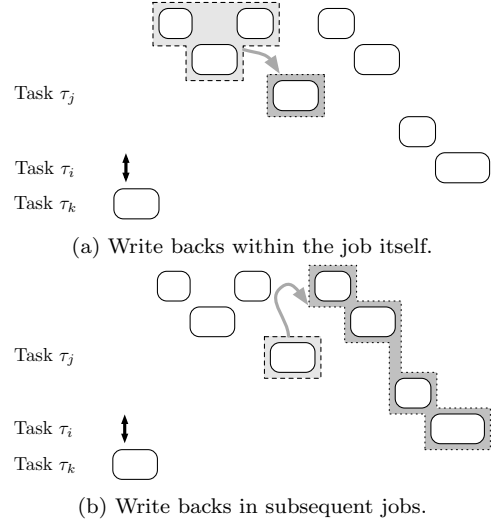 Task τj
Task τi
Task τk
(a) Write backs within the job itself.
Task τj
Task τi
Task τk
(b) Write backs in subsequent jobs.